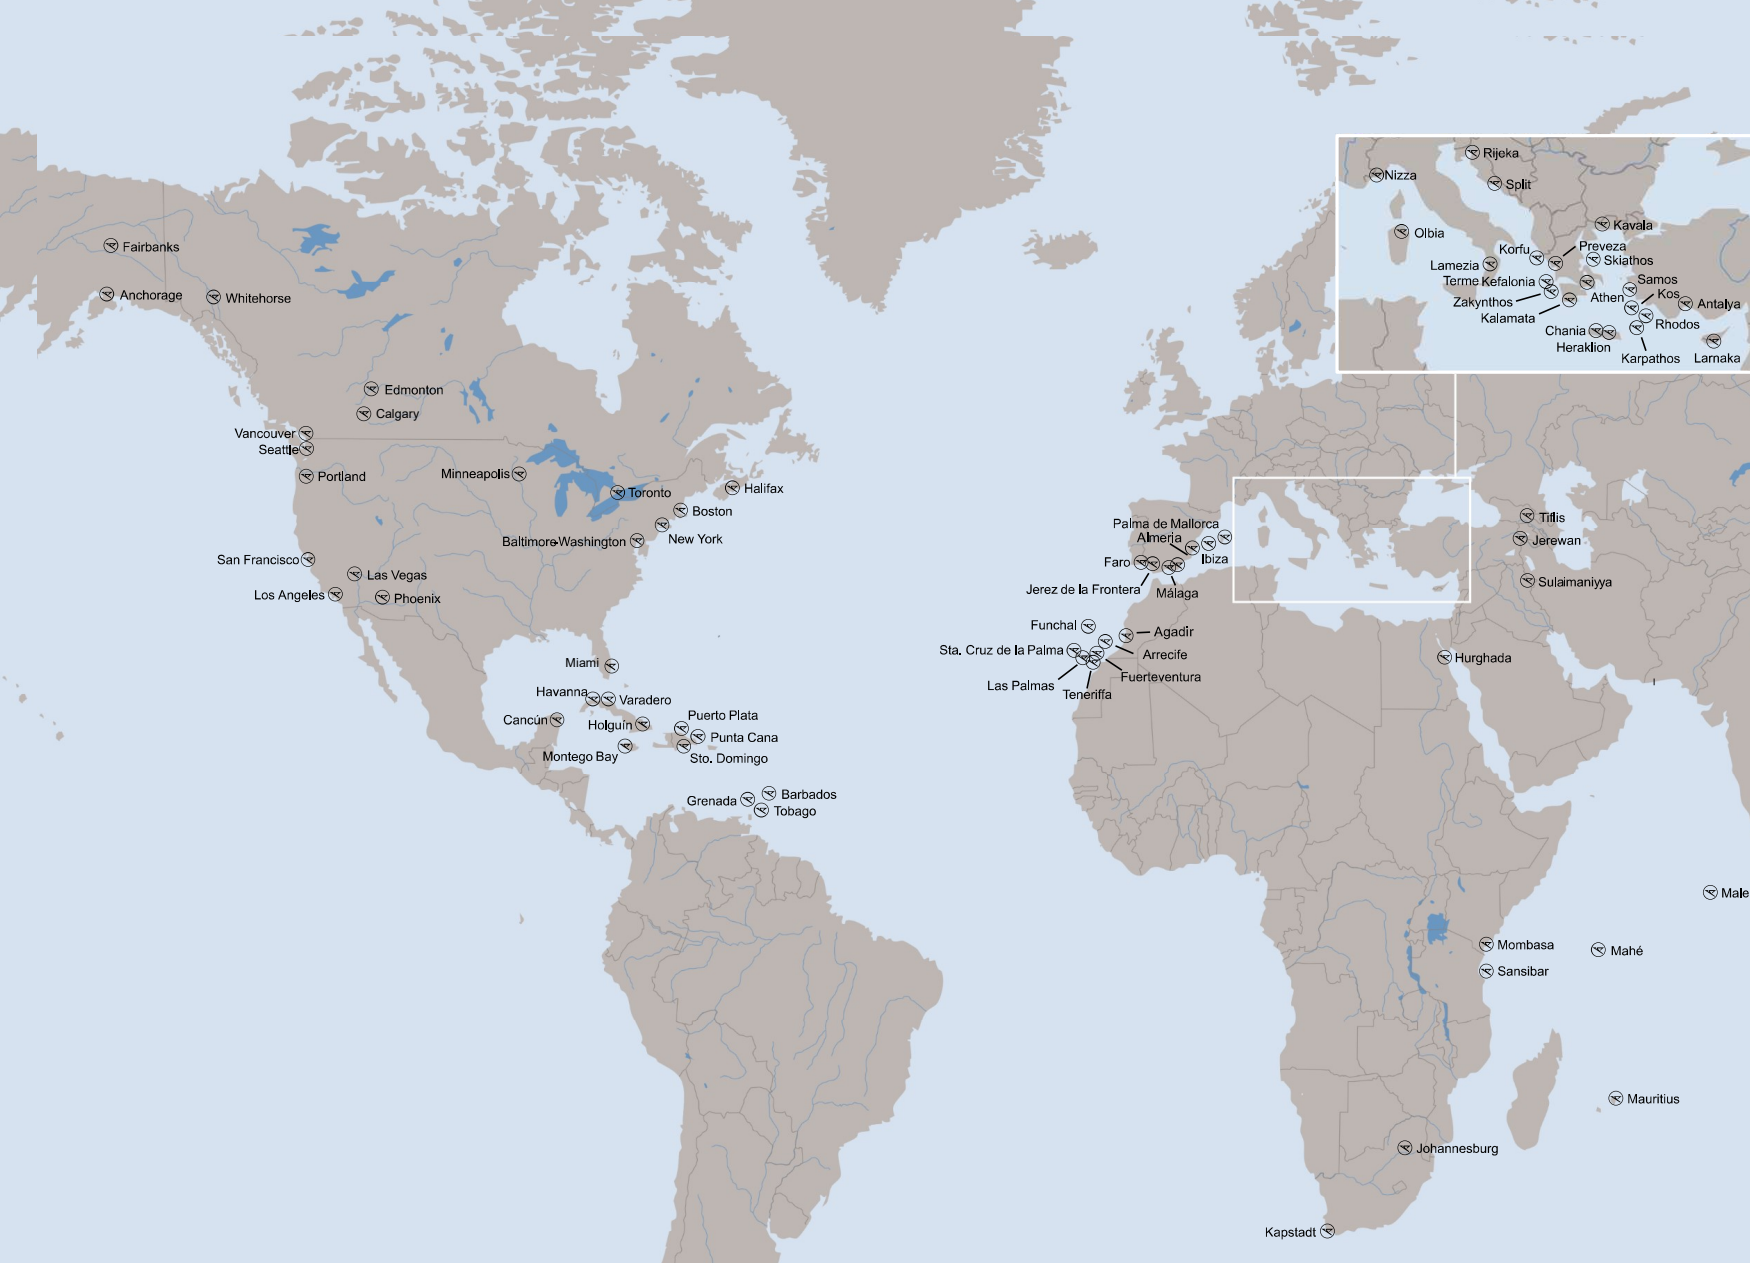 Fairbanks
Anchorage
Whitehorse
Edmonton
Calgary
Vancouver
Seattle
Portland
Minneapolis
Toronto
Halifax
Boston
New York
Baltimore-Washington
San Francisco
Las Vegas
Los Angeles
Phoenix
Miami
Havanna
Varadero
Cancún
Holguín
Puerto Plata
Punta Cana
Montego Bay
Sto. Domingo
Grenada
Barbados
Tobago
Rijeka
Nizza
Split
Olbia
Kavala
Korfu
Preveza
Skiathos
Lamezia
Terme
Kefalonia
Samos
Zakynthos
Athen
Kos
Antalya
Kalamata
Rhodos
Chania
Heraklion
Karpathos
Larnaka
Palma de Mallorca
Almeria
Ibiza
Faro
Jerez de la Frontera
Málaga
Tiflis
Jerewan
Sulaimaniyya
Funchal
Agadir
Sta. Cruz de la Palma
Arrecife
Fuerteventura
Las Palmas
Teneriffa
Hurghada
Male
Mombasa
Mahé
Sansibar
Mauritius
Johannesburg
Kapstadt